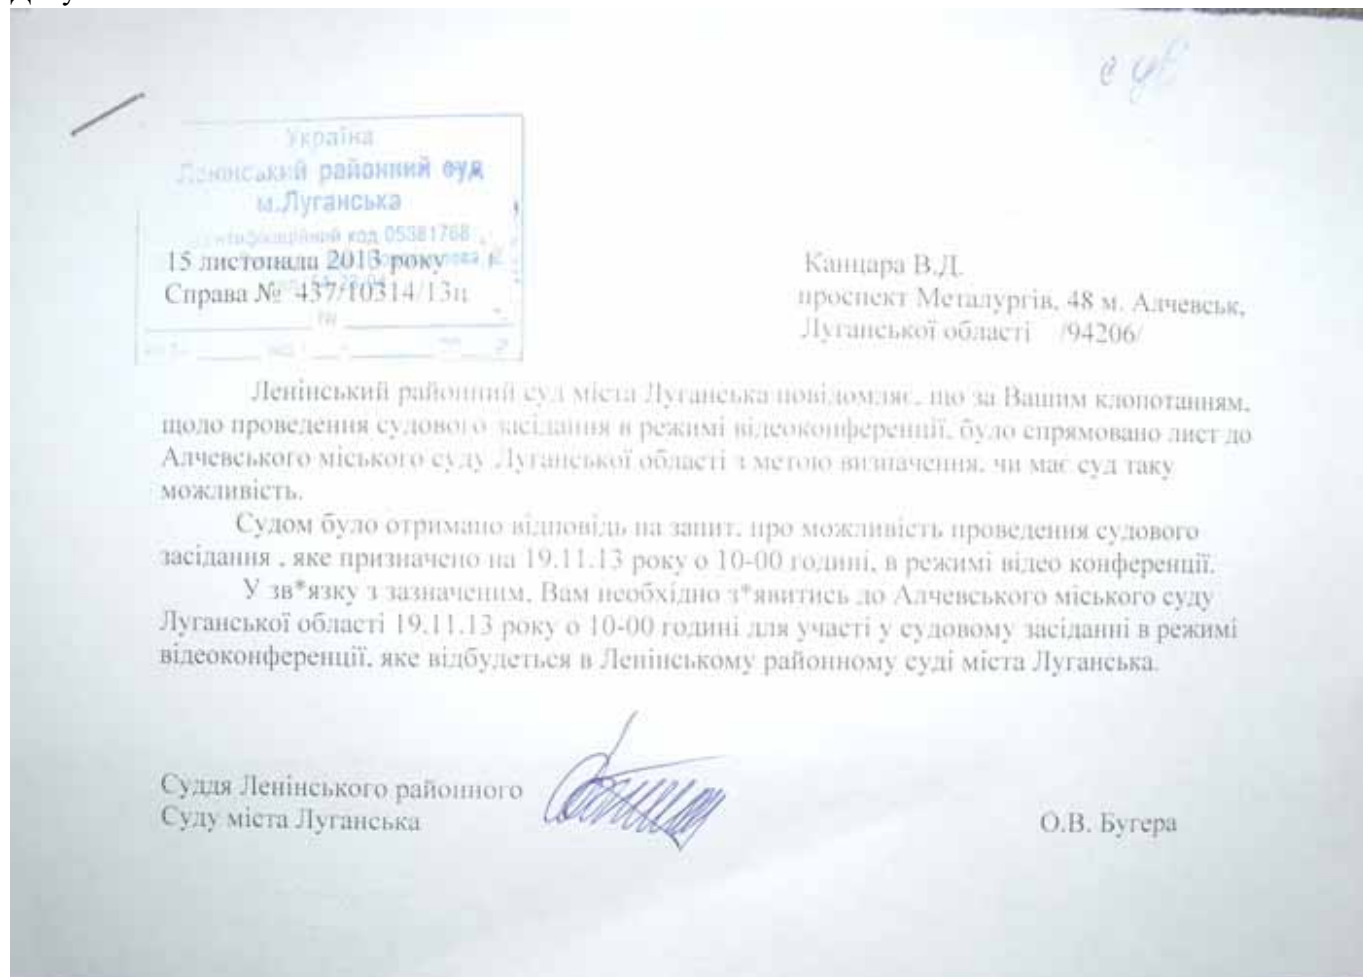 Україна
Ленінський районний суд
м.Луганська
код 05381768
15 листопада 2013 року
Справа № 437/10314/13ц
Канцара В.Д.
проспект Металургів, 48 м. Алчевськ,
Луганської області /94206/
Ленінський районний суд міста Луганська повідомляє, що за Вашим клопотанням,
щодо проведення судового засідання в режимі відеоконференції, було спрямовано лист до
Алчевського міського суду Луганської області з метою визначення, чи має суд таку
можливість.
Судом було отримано відповідь на запит, про можливість проведення судового
засідання , яке призначено на 19.11.13 року о 10-00 годині, в режимі відео конференції.
У зв*язку з зазначеним, Вам необхідно з*явитись до Алчевського міського суду
Луганської області 19.11.13 року о 10-00 годині для участі у судовому засіданні в режимі
відеоконференції, яке відбудеться в Ленінському районному суді міста Луганська.
Суддя Ленінського районного
Суду міста Луганська
О.В. Бугера